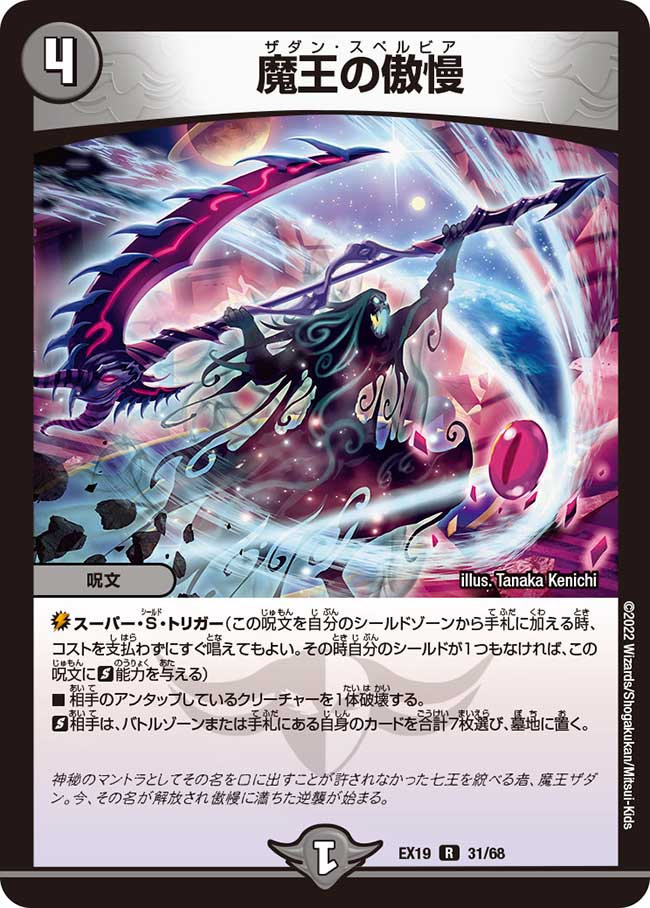 4
ザダン・スペルビア
魔王の傲慢
呪文
illus. Tanaka Kenichi
スーパー・S・トリガー(この呪文を自分のシールドゾーンから手札に加える時、
コストを支払わずにすぐ唱えてもよい。その時自分のシールドが1つもなければ、この
呪文にS能力を与える)
■ 相手のアンタップしているクリーチャーを1体破壊する。
S相手は、バトルゾーンまたは手札にある自身のカードを合計7枚選び、墓地に置く。
神秘のマントラとしてその名を口に出すことが許されなかった七王を統べる者、魔王ザダ
ン。今、その名が解放され傲慢に満ちた逆襲が始まる。
©2022 Wizards/Shogakukan/Mitsui-Kids
1
EX19 R 31/68